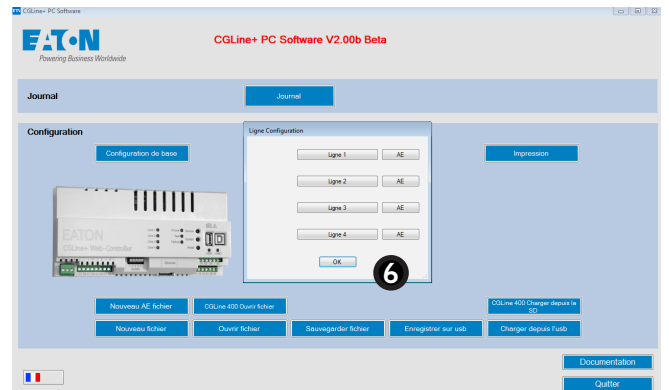 CGLine+ PC Software
EATON
Powering Business Worldwide
CGLine+ PC Software V2.00b Beta
Journal
Journal
Configuration
Configuration de base
Ligne Configuration
Ligne 1 AE
Ligne 2 AE
Ligne 3 AE
Ligne 4 AE
OK
6
Impression
EATON
CGLine+ Web-Controller
Nouveau AE fichier
CGLine 400 Ouvrir fichier
CGLine 400 Charger depuis la SD
Nouveau fichier
Ouvrir fichier
Sauvegarder fichier
Enregistrer sur usb
Charger depuis l'usb
Documentation
Quitter